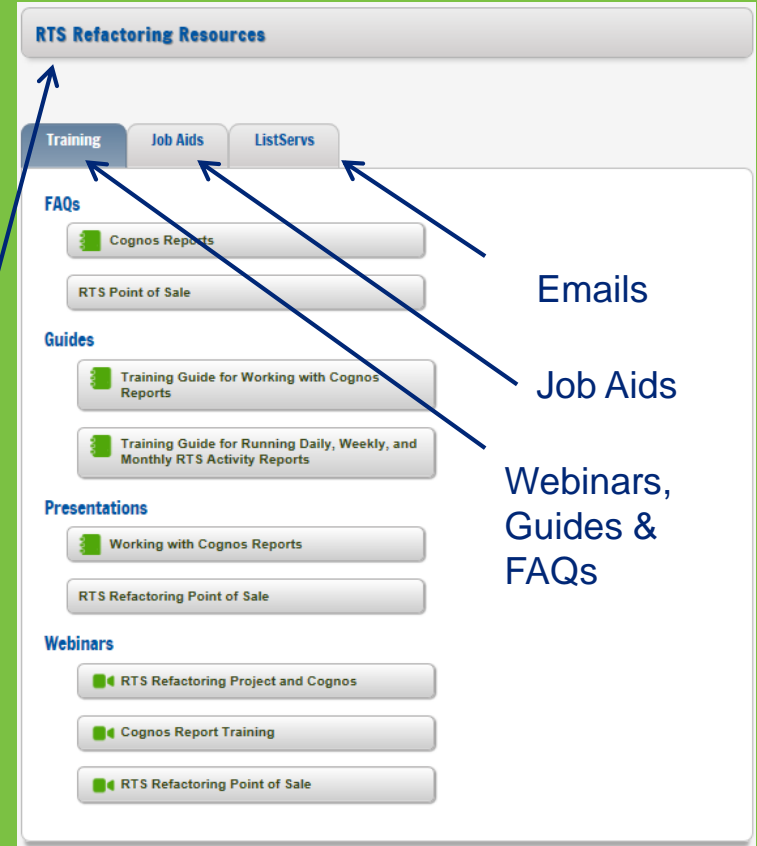 RTS Refactoring Resources
Training
Job Aids
ListServs
FAQs
Cognos Reports
RTS Point of Sale
Guides
Training Guide for Working with Cognos
Reports
Training Guide for Running Daily, Weekly, and
Monthly RTS Activity Reports
Presentations
Working with Cognos Reports
RTS Refactoring Point of Sale
Webinars
RTS Refactoring Project and Cognos
Cognos Report Training
RTS Refactoring Point of Sale
Emails
Job Aids
Webinars,
Guides &
FAQs